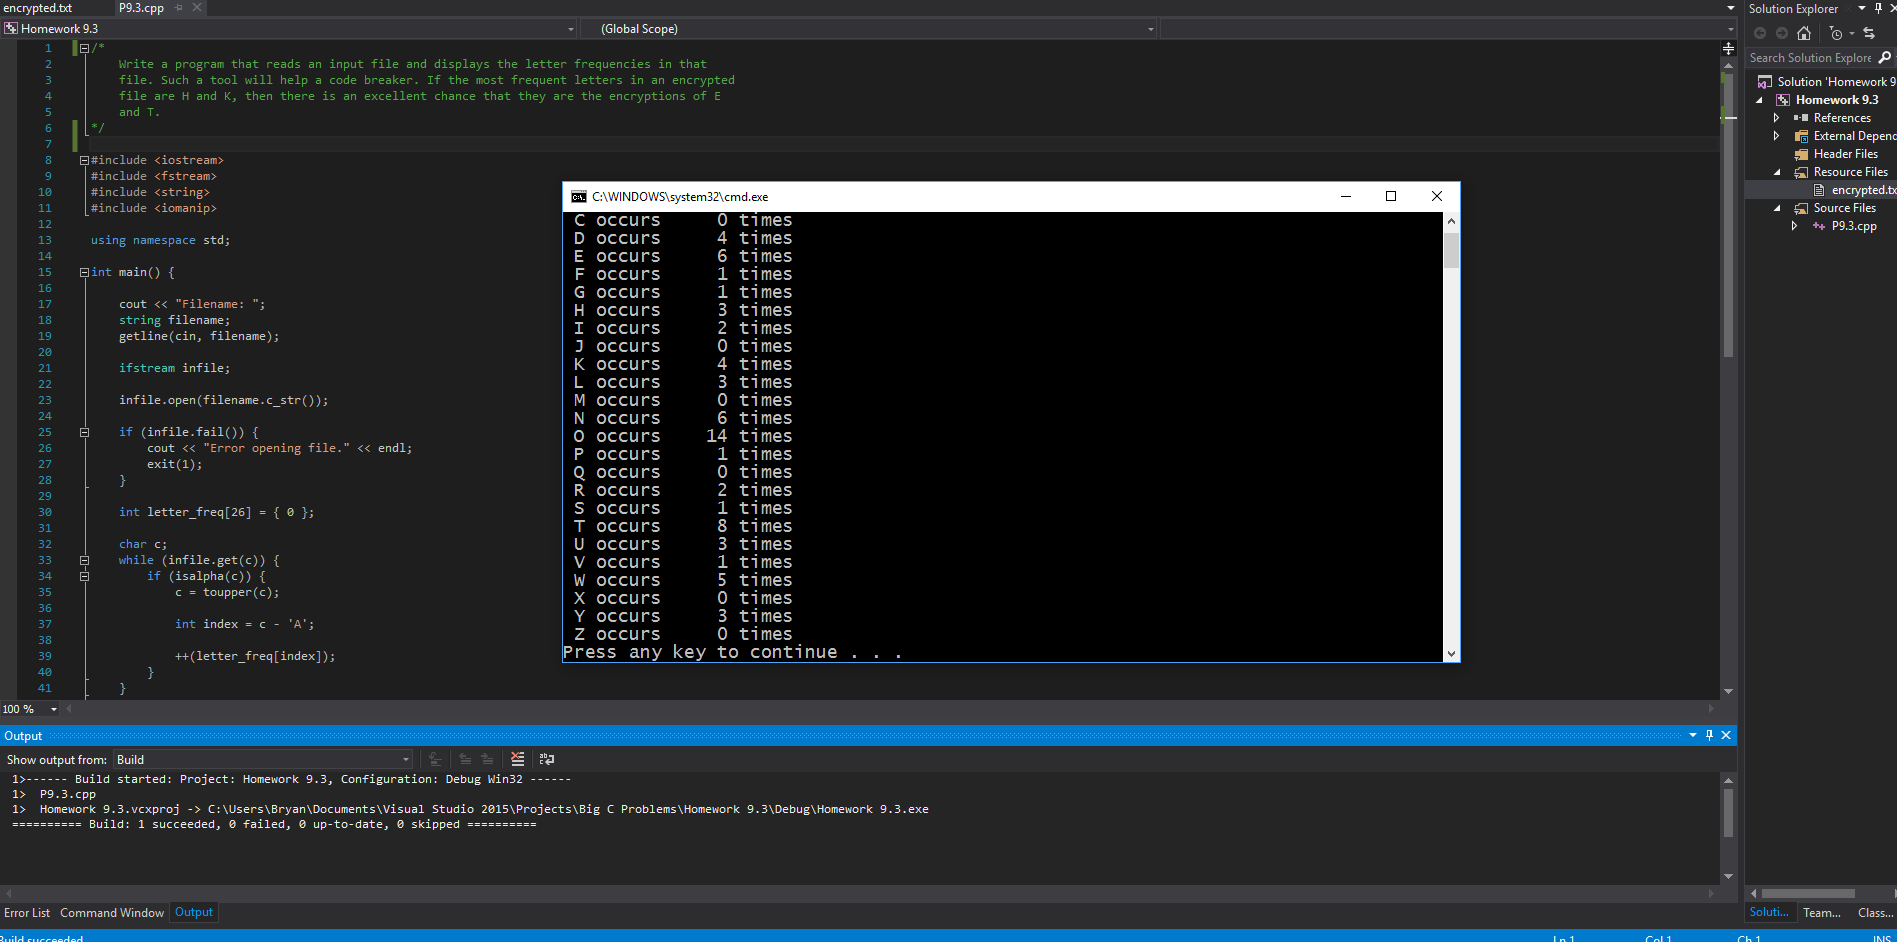 encrypted.txt
P9.3.cpp
Homework 9.3
(Global Scope)
1 /*
2 Write a program that reads an input file and displays the letter frequencies in that
3 file. Such a tool will help a code breaker. If the most frequent letters in an encrypted
4 file are H and K, then there is an excellent chance that they are the encryptions of E
5 and T.
6 */
7
8 #include <iostream>
9 #include <fstream>
10 #include <string>
11 #include <iomanip>
12
13 using namespace std;
14
15 int main() {
16
17 cout << "Filename: ";
18 string filename;
19 getline(cin, filename);
20
21 ifstream infile;
22
23 infile.open(filename.c_str());
24
25 if (infile.fail()) {
26 cout << "Error opening file." << endl;
27 exit(1);
28 }
29
30 int letter_freq[26] = { 0 };
31
32 char c;
33 while (infile.get(c)) {
34 if (isalpha(c)) {
35 c = toupper(c);
36
37 int index = c - 'A';
38
39 ++(letter_freq[index]);
40 }
41 }
100 %
C:\WINDOWS\system32\cmd.exe
C occurs 0 times
D occurs 4 times
E occurs 6 times
F occurs 1 times
G occurs 1 times
H occurs 3 times
I occurs 2 times
J occurs 0 times
K occurs 4 times
L occurs 3 times
M occurs 0 times
N occurs 6 times
O occurs 14 times
P occurs 1 times
Q occurs 0 times
R occurs 2 times
S occurs 1 times
T occurs 8 times
U occurs 3 times
V occurs 1 times
W occurs 5 times
X occurs 0 times
Y occurs 3 times
Z occurs 0 times
Press any key to continue . . .
Solution Explorer
Search Solution Explore
Solution 'Homework 9
Homework 9.3
References
External Depend
Header Files
Resource Files
encrypted.tx
Source Files
P9.3.cpp
Output
Show output from: Build
1>------ Build started: Project: Homework 9.3, Configuration: Debug Win32 ------
1> P9.3.cpp
1> Homework 9.3.vcxproj -> C:\Users\Bryan\Documents\Visual Studio 2015\Projects\Big C Problems\Homework 9.3\Debug\Homework 9.3.exe
========== Build: 1 succeeded, 0 failed, 0 up-to-date, 0 skipped ==========
Error List Command Window Output
Soluti... Team... Class...
Build succeeded
Ln 1 Col 1 Ch 1 INS